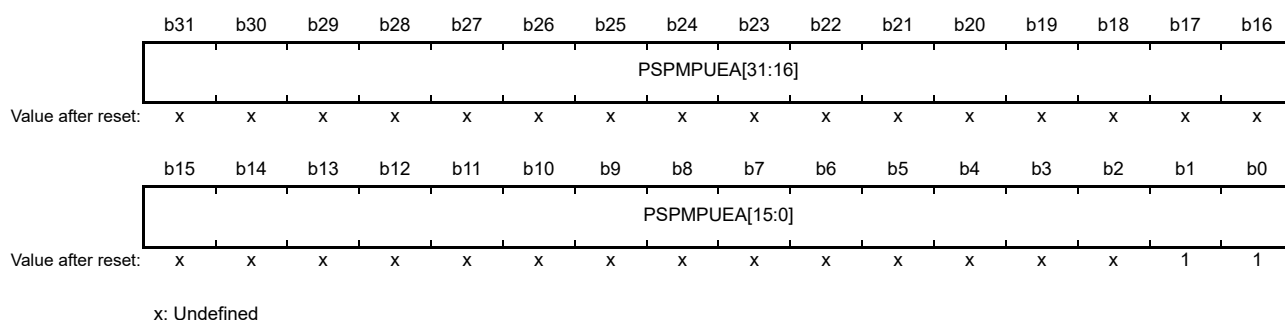 b31 b30 b29 b28 b27 b26 b25 b24 b23 b22 b21 b20 b19 b18 b17 b16
PSPMPUEA[31:16]
Value after reset: x x x x x x x x x x x x x x x x
b15 b14 b13 b12 b11 b10 b9 b8 b7 b6 b5 b4 b3 b2 b1 b0
PSPMPUEA[15:0]
Value after reset: x x x x x x x x x x x x x x 1 1
x: Undefined